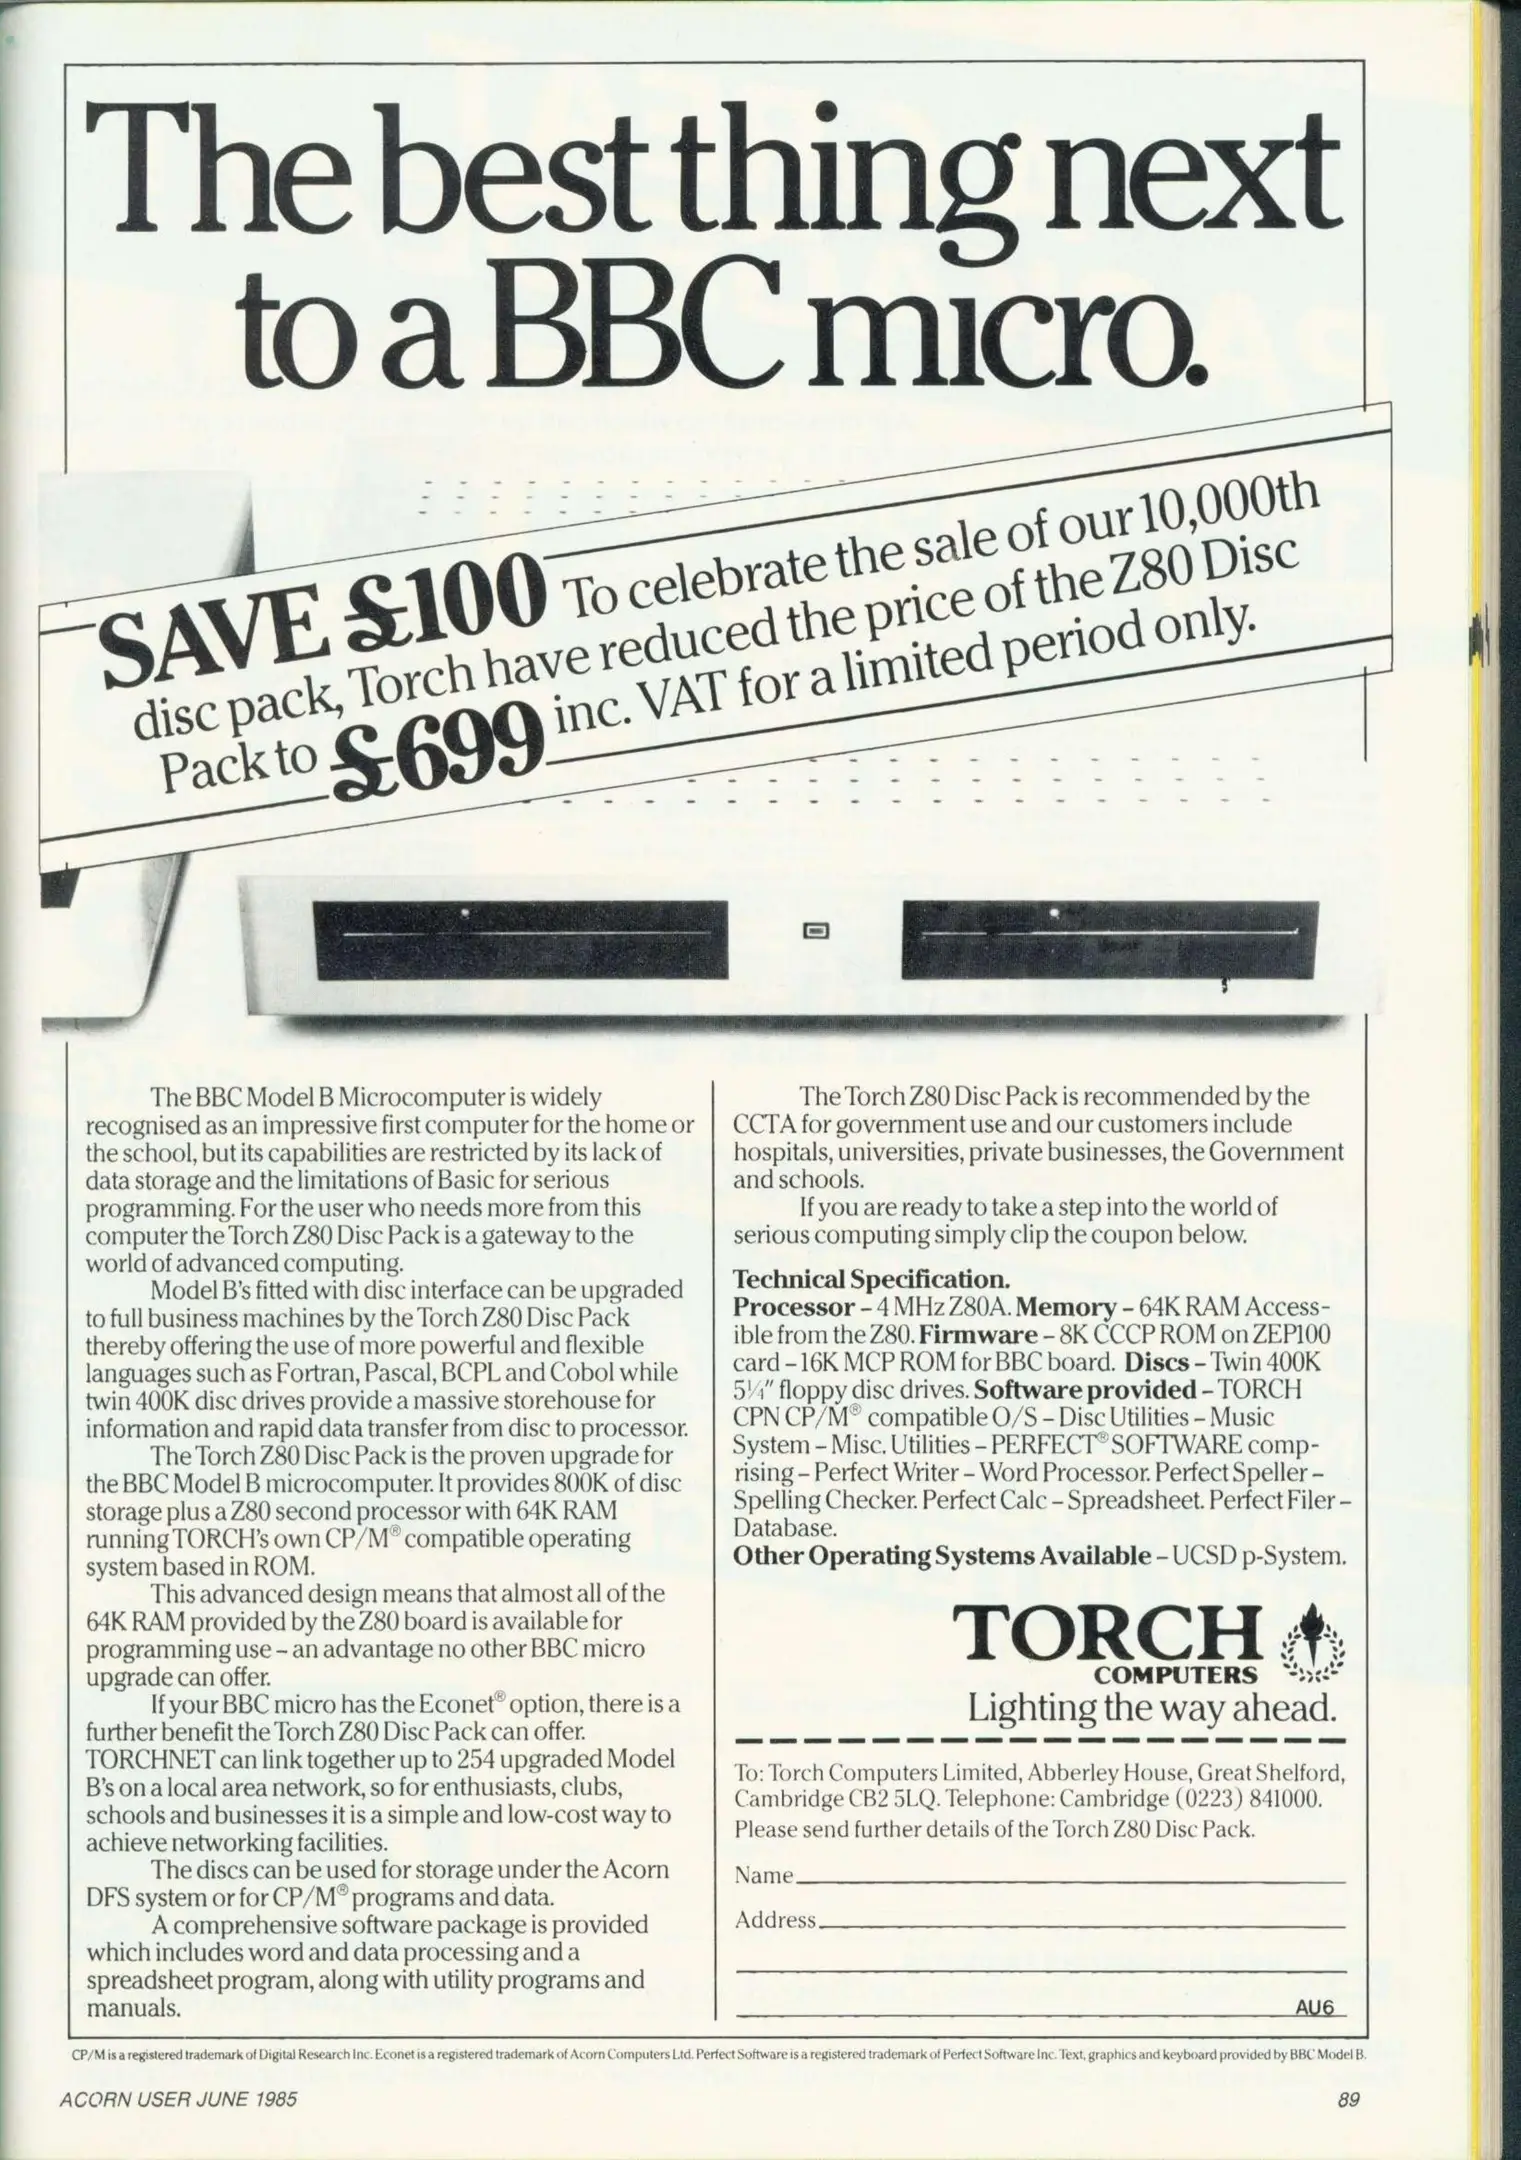 The best thing next
to a BBC micro.
SAVE £100 To celebrate the sale of our 10,000th
disc pack, Torch have reduced the price of the Z80 Disc
Pack to £699 inc. VAT for a limited period only.
The BBC Model B Microcomputer is widely
recognised as an impressive first computer for the home or
the school, but its capabilities are restricted by its lack of
data storage and the limitations of Basic for serious
programming. For the user who needs more from this
computer the Torch Z80 Disc Pack is a gateway to the
world of advanced computing.
Model B's fitted with disc interface can be upgraded
to full business machines by the Torch Z80 Disc Pack
thereby offering the use of more powerful and flexible
languages such as Fortran, Pascal, BCPL and Cobol while
twin 400K disc drives provide a massive storehouse for
information and rapid data transfer from disc to processor.
The Torch Z80 Disc Pack is the proven upgrade for
the BBC Model B microcomputer. It provides 800K of disc
storage plus a Z80 second processor with 64K RAM
running TORCH's own CP/M® compatible operating
system based in ROM.
This advanced design means that almost all of the
64K RAM provided by the Z80 board is available for
programming use – an advantage no other BBC micro
upgrade can offer.
If your BBC micro has the Econet® option, there is a
further benefit the Torch Z80 Disc Pack can offer.
TORCHNET can link together up to 254 upgraded Model
B's on a local area network, so for enthusiasts, clubs,
schools and businesses it is a simple and low-cost way to
achieve networking facilities.
The discs can be used for storage under the Acorn
DFS system or for CP/M® programs and data.
A comprehensive software package is provided
which includes word and data processing and a
spreadsheet program, along with utility programs and
manuals.
The Torch Z80 Disc Pack is recommended by the
CCTA for government use and our customers include
hospitals, universities, private businesses, the Government
and schools.
If you are ready to take a step into the world of
serious computing simply clip the coupon below.
Technical Specification.
Processor – 4 MHz Z80A. Memory – 64K RAM Access-
ible from the Z80. Firmware – 8K CCCP ROM on ZEP100
card – 16K MCP ROM for BBC board. Discs – Twin 400K
5¼" floppy disc drives. Software provided – TORCH
CPN CP/M® compatible O/S – Disc Utilities – Music
System – Misc. Utilities – PERFECT® SOFTWARE comp-
rising – Perfect Writer – Word Processor. Perfect Speller –
Spelling Checker. Perfect Calc – Spreadsheet. Perfect Filer –
Database.
Other Operating Systems Available – UCSD p-System.
TORCH
COMPUTERS
Lighting the way ahead.
To: Torch Computers Limited, Abberley House, Great Shelford,
Cambridge CB2 5LQ. Telephone: Cambridge (0223) 841000.
Please send further details of the Torch Z80 Disc Pack.
Name
Address
AU6
CP/M is a registered trademark of Digital Research Inc. Econet is a registered trademark of Acorn Computers Ltd. Perfect Software is a registered trademark of Perfect Software Inc. Text, graphics and keyboard provided by BBC Model B.
ACORN USER JUNE 1985
89